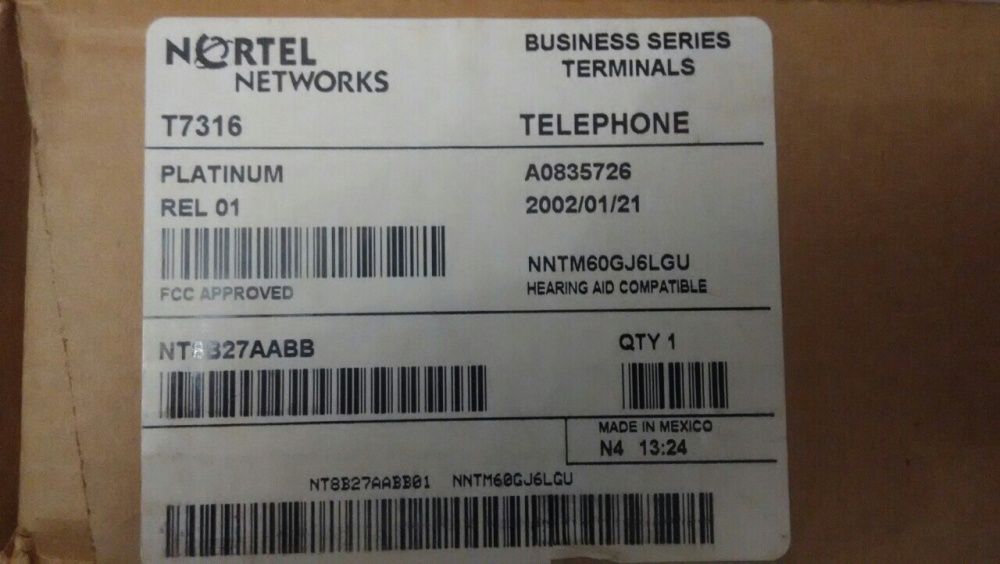 NORTEL NETWORKS
BUSINESS SERIES TERMINALS
T7316 TELEPHONE
PLATINUM A0835726
REL 01 2002/01/21
NNTM60GJ6LGU
FCC APPROVED HEARING AID COMPATIBLE
NT8B27AABB QTY 1
MADE IN MEXICO
N4 13:24
NT8B27AABB01 NNTM60GJ6LGU